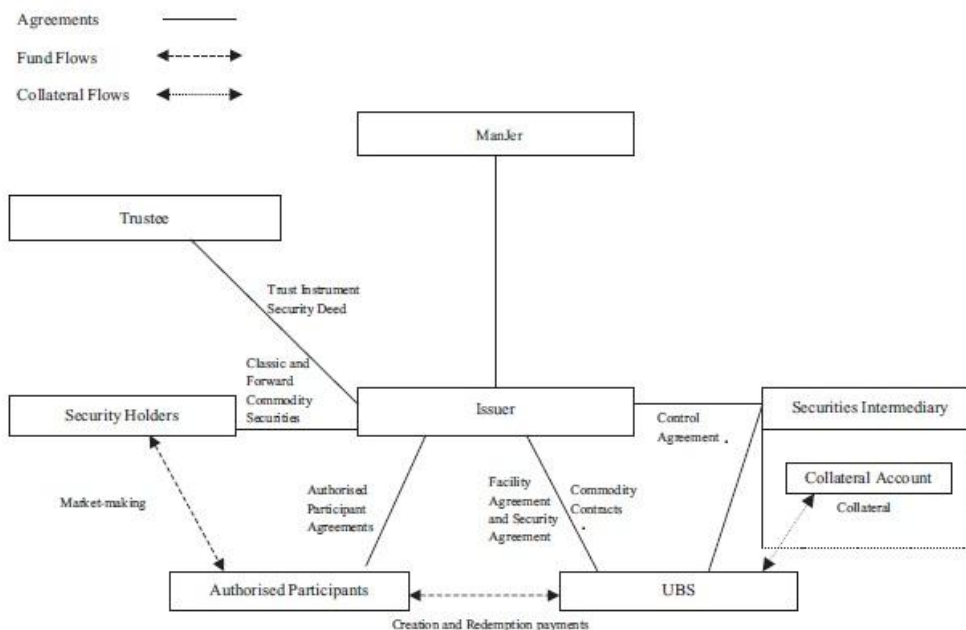 Agreements
Fund Flows
Collateral Flows
ManJer
Trustee
Trust Instrument
Security Deed
Classic and
Forward
Commodity
Securities
Security Holders
Issuer
Securities Intermediary
Control
Agreement
Collateral Account
Collateral
Market-making
Authorised
Participant
Agreements
Facility
Agreement
and Security
Agreement
Commodity
Contracts
Authorised Participants
UBS
Creation and Redemption payments